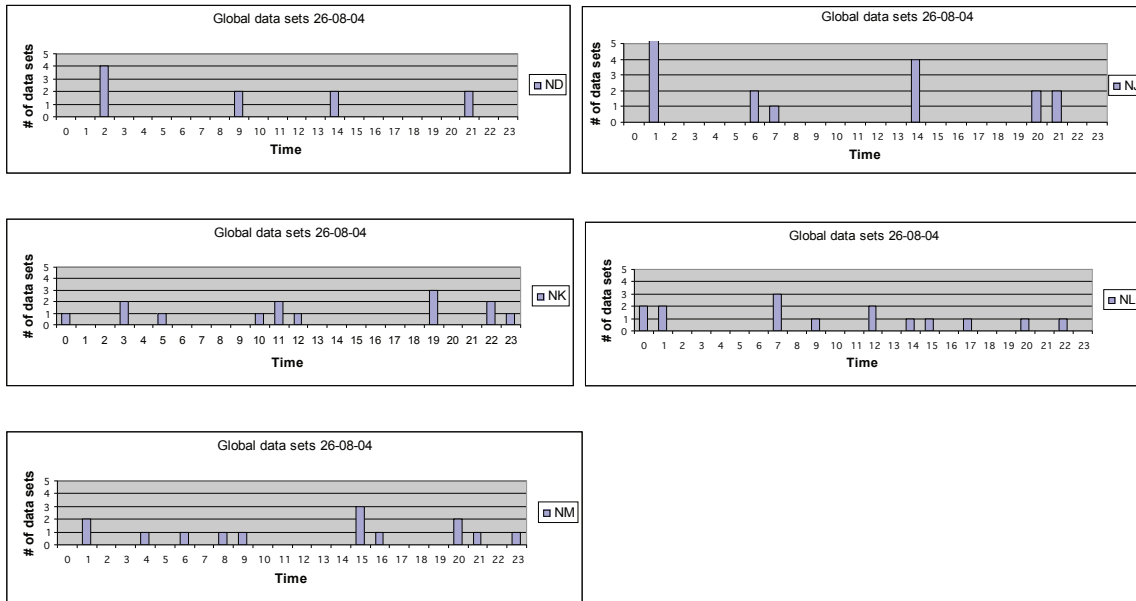 Global data sets 26-08-04
# of data sets
5
4
3
2
1
0
0 1 2 3 4 5 6 7 8 9 10 11 12 13 14 15 16 17 18 19 20 21 22 23
Time
ND
Global data sets 26-08-04
# of data sets
5
4
3
2
1
0
0 1 2 3 4 5 6 7 8 9 10 11 12 13 14 15 16 17 18 19 20 21 22 23
Time
NJ
Global data sets 26-08-04
# of data sets
5
4
3
2
1
0
0 1 2 3 4 5 6 7 8 9 10 11 12 13 14 15 16 17 18 19 20 21 22 23
Time
NK
Global data sets 26-08-04
# of data sets
5
4
3
2
1
0
0 1 2 3 4 5 6 7 8 9 10 11 12 13 14 15 16 17 18 19 20 21 22 23
Time
NL
Global data sets 26-08-04
# of data sets
5
4
3
2
1
0
0 1 2 3 4 5 6 7 8 9 10 11 12 13 14 15 16 17 18 19 20 21 22 23
Time
NM